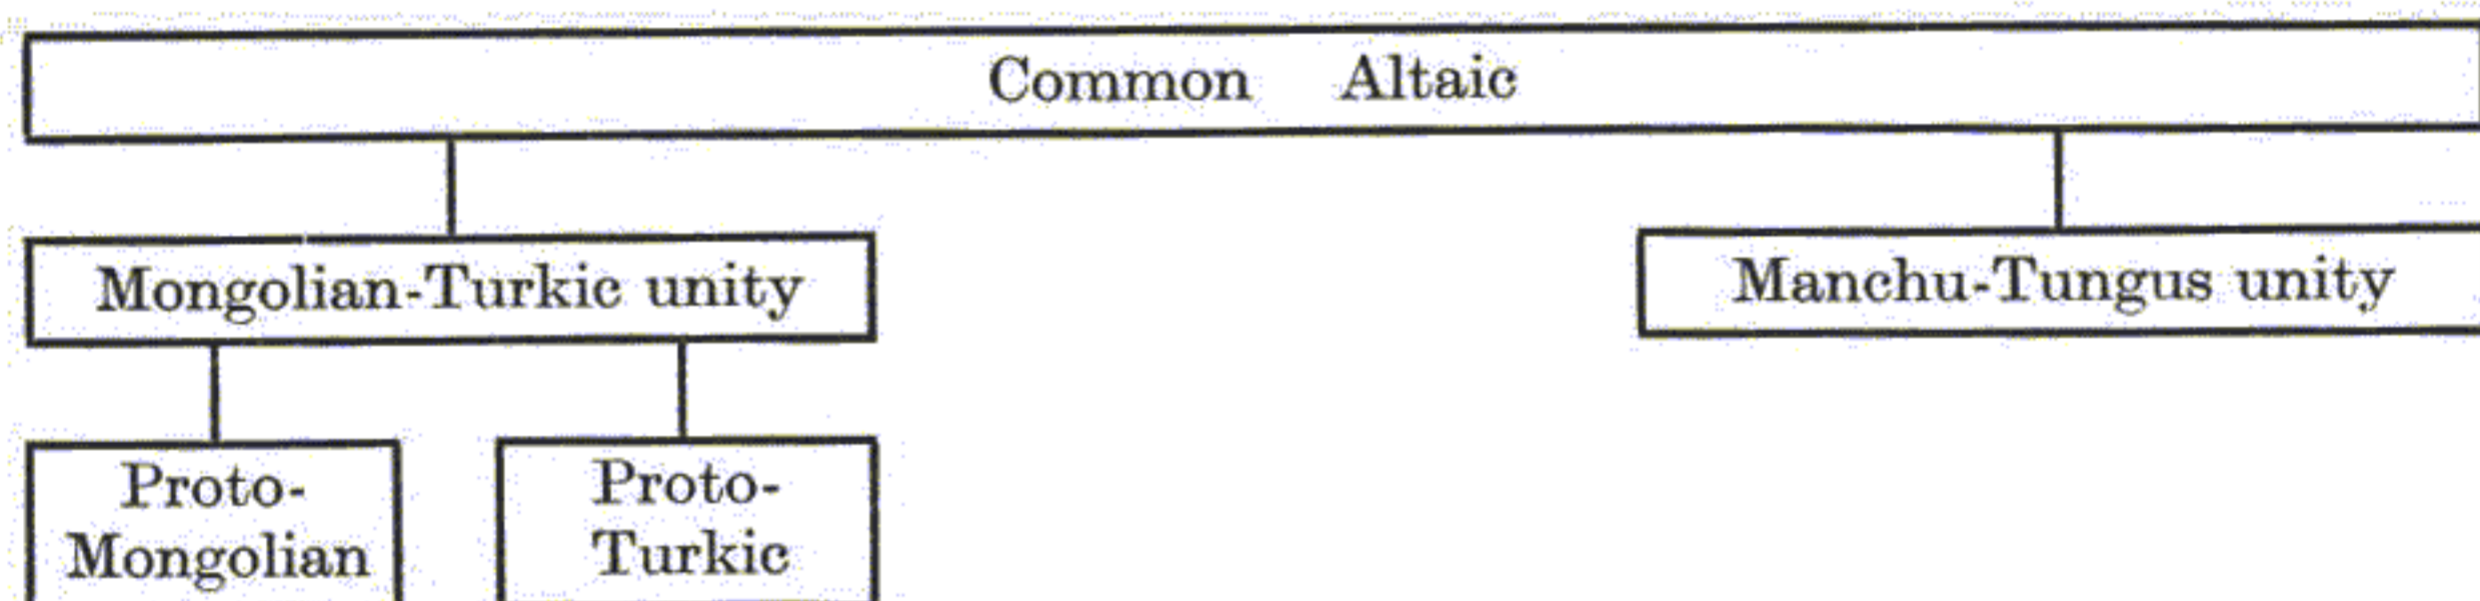 Common Altaic
Mongolian-Turkic unity
Manchu-Tungus unity
Proto-
Mongolian
Proto-
Turkic